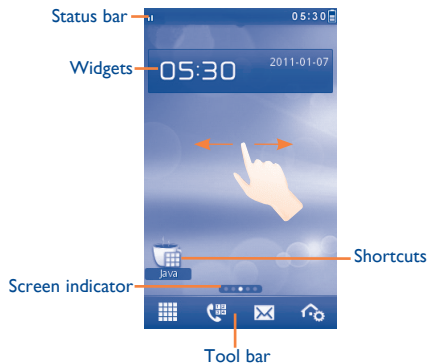 Status bar
05:30
Widgets
05:30
2011-01-07
Java
Shortcuts
Screen indicator
Tool bar